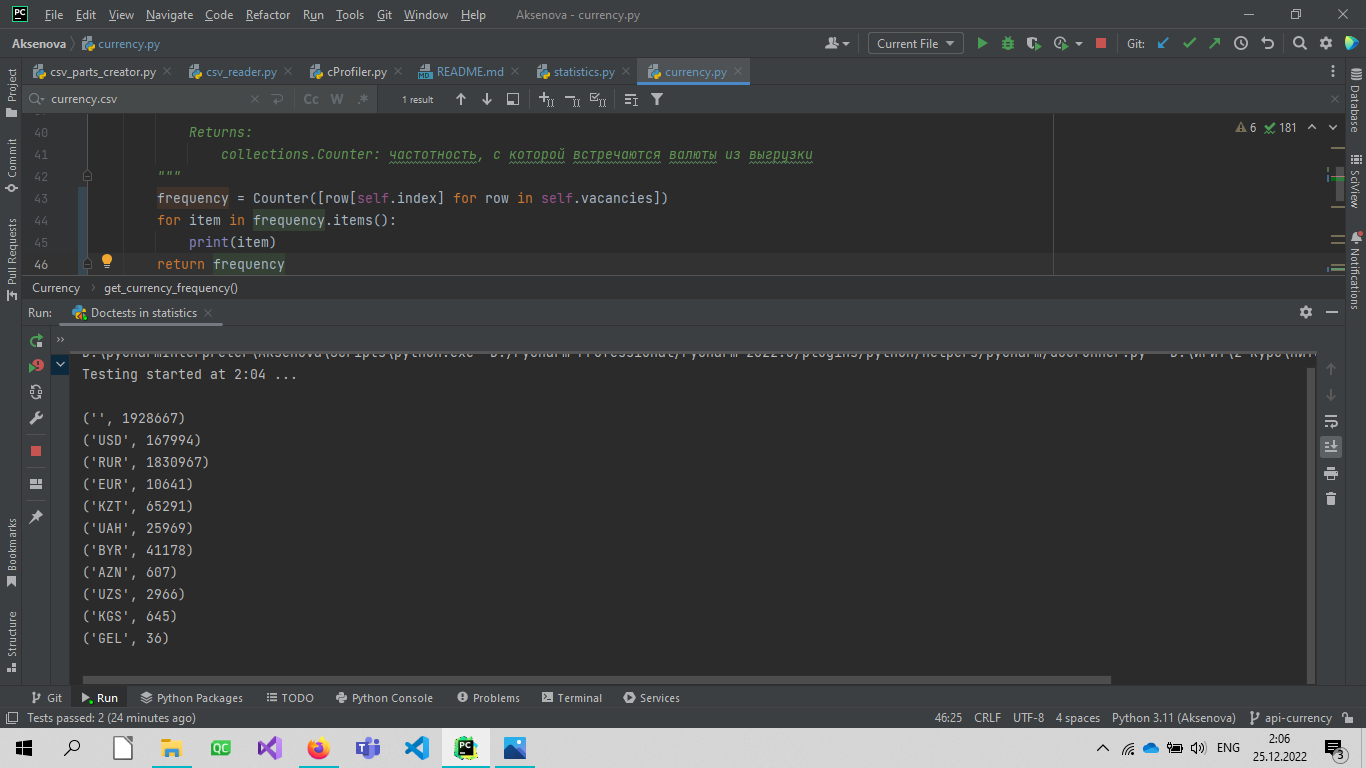 File Edit View Navigate Code Refactor Run Tools Git Window Help Aksenova - currency.py
Aksenova currency.py Current File Git:
csv_parts_creator.py csv_reader.py cProfiler.py README.md statistics.py currency.py
currency.csv Cc W .* 1 result
40 Returns: 6 181
41 collections.Counter: частотность, с которой встречаются валюты из выгрузки
42 """
43 frequency = Counter([row[self.index] for row in self.vacancies])
44 for item in frequency.items():
45 print(item)
46 return frequency
Currency get_currency_frequency()
Run: Doctests in statistics
Testing started at 2:04 ...
('', 1928667)
('USD', 167994)
('RUR', 1830967)
('EUR', 10641)
('KZT', 65291)
('UAH', 25969)
('BYR', 41178)
('AZN', 607)
('UZS', 2966)
('KGS', 645)
('GEL', 36)
Project
Commit
Pull Requests
Bookmarks
Structure
Database
SciView
Notifications
Git Run Python Packages TODO Python Console Problems Terminal Services
Tests passed: 2 (24 minutes ago) 46:25 CRLF UTF-8 4 spaces Python 3.11 (Aksenova) api-currency
ENG 2:06
25.12.2022 3